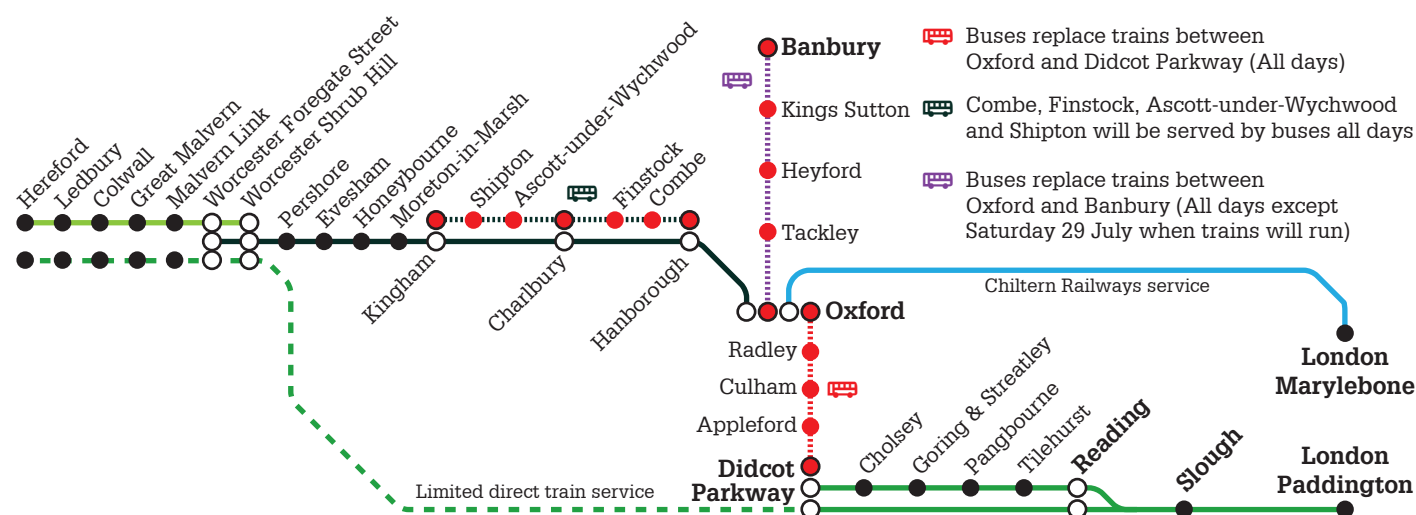 Hereford
Ledbury
Colwall
Great Malvern
Malvern Link
Worcester Foregate Street
Worcester Shrub Hill
Pershore
Evesham
Honeybourne
Moreton-in-Marsh
Shipton
Ascott-under-Wychwood
Finstock
Combe
Kingham
Charlbury
Hanborough
Banbury
Kings Sutton
Heyford
Tackley
Oxford
Radley
Culham
Appleford
Didcot
Parkway
Buses replace trains between
Oxford and Didcot Parkway (All days)
Combe, Finstock, Ascott-under-Wychwood
and Shipton will be served by buses all days
Buses replace trains between
Oxford and Banbury (All days except
Saturday 29 July when trains will run)
Chiltern Railways service
London
Marylebone
Limited direct train service
Cholsey
Goring & Streatley
Pangbourne
Tilehurst
Reading
Slough
London
Paddington